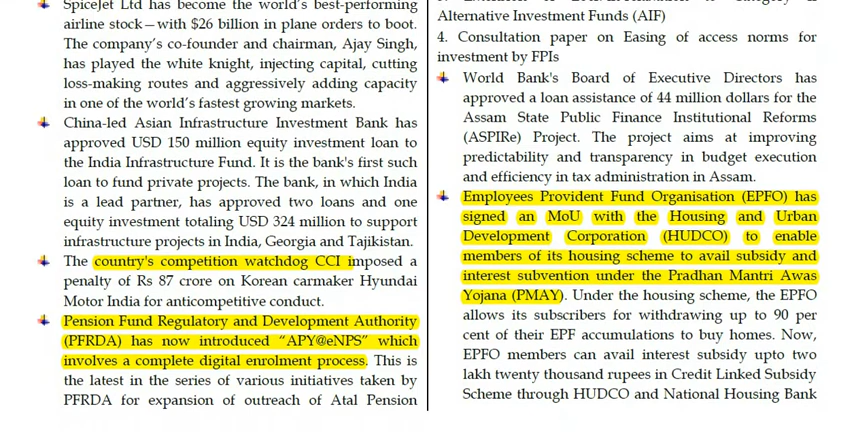 SpiceJet Ltd has become the world's best-performing
airline stock—with $26 billion in plane orders to boot.
The company's co-founder and chairman, Ajay Singh,
has played the white knight, injecting capital, cutting
loss-making routes and aggressively adding capacity
in one of the world's fastest growing markets.
China-led Asian Infrastructure Investment Bank has
approved USD 150 million equity investment loan to
the India Infrastructure Fund. It is the bank's first such
loan to fund private projects. The bank, in which India
is a lead partner, has approved two loans and one
equity investment totaling USD 324 million to support
infrastructure projects in India, Georgia and Tajikistan.
The country's competition watchdog CCI imposed a
penalty of Rs 87 crore on Korean carmaker Hyundai
Motor India for anticompetitive conduct.
Pension Fund Regulatory and Development Authority
(PFRDA) has now introduced "APY@eNPS" which
involves a complete digital enrolment process. This is
the latest in the series of various initiatives taken by
PFRDA for expansion of outreach of Atal Pension
Alternative Investment Funds (AIF)
4. Consultation paper on Easing of access norms for
investment by FPIs
World Bank's Board of Executive Directors has
approved a loan assistance of 44 million dollars for the
Assam State Public Finance Institutional Reforms
(ASPIRe) Project. The project aims at improving
predictability and transparency in budget execution
and efficiency in tax administration in Assam.
Employees Provident Fund Organisation (EPFO) has
signed an MoU with the Housing and Urban
Development Corporation (HUDCO) to enable
members of its housing scheme to avail subsidy and
interest subvention under the Pradhan Mantri Awas
Yojana (PMAY). Under the housing scheme, the EPFO
allows its subscribers for withdrawing up to 90 per
cent of their EPF accumulations to buy homes. Now,
EPFO members can avail interest subsidy upto two
lakh twenty thousand rupees in Credit Linked Subsidy
Scheme through HUDCO and National Housing Bank